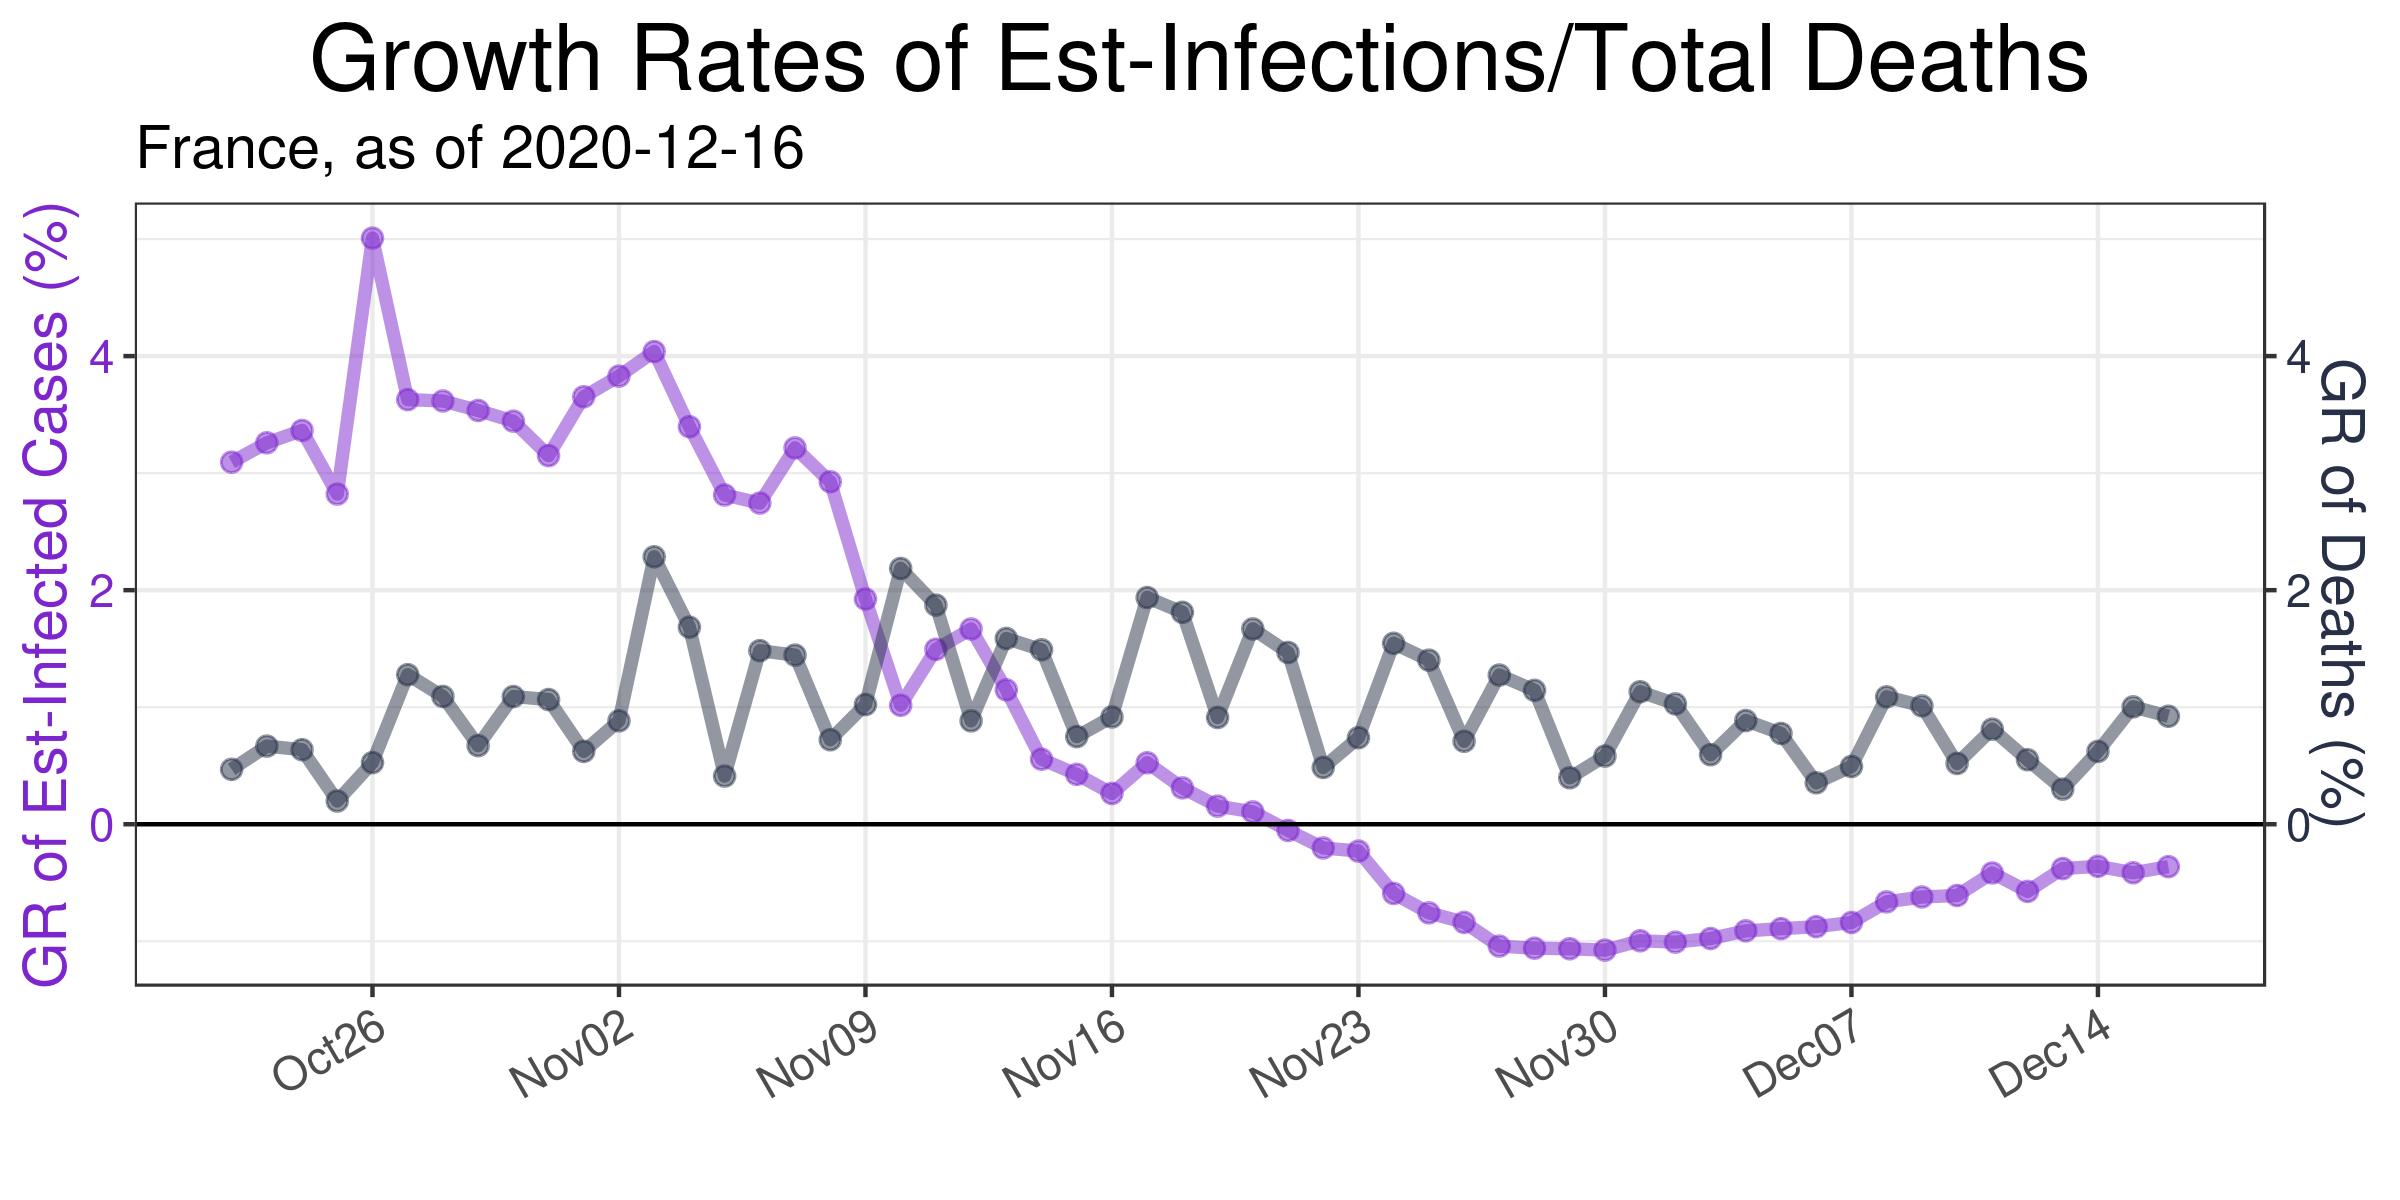 Growth Rates of Est-Infections/Total Deaths
France, as of 2020-12-16
GR of Est-Infected Cases (%)
4
2
0
4
2
0
GR of Deaths (%)
Oct26
Nov02
Nov09
Nov16
Nov23
Nov30
Dec07
Dec14